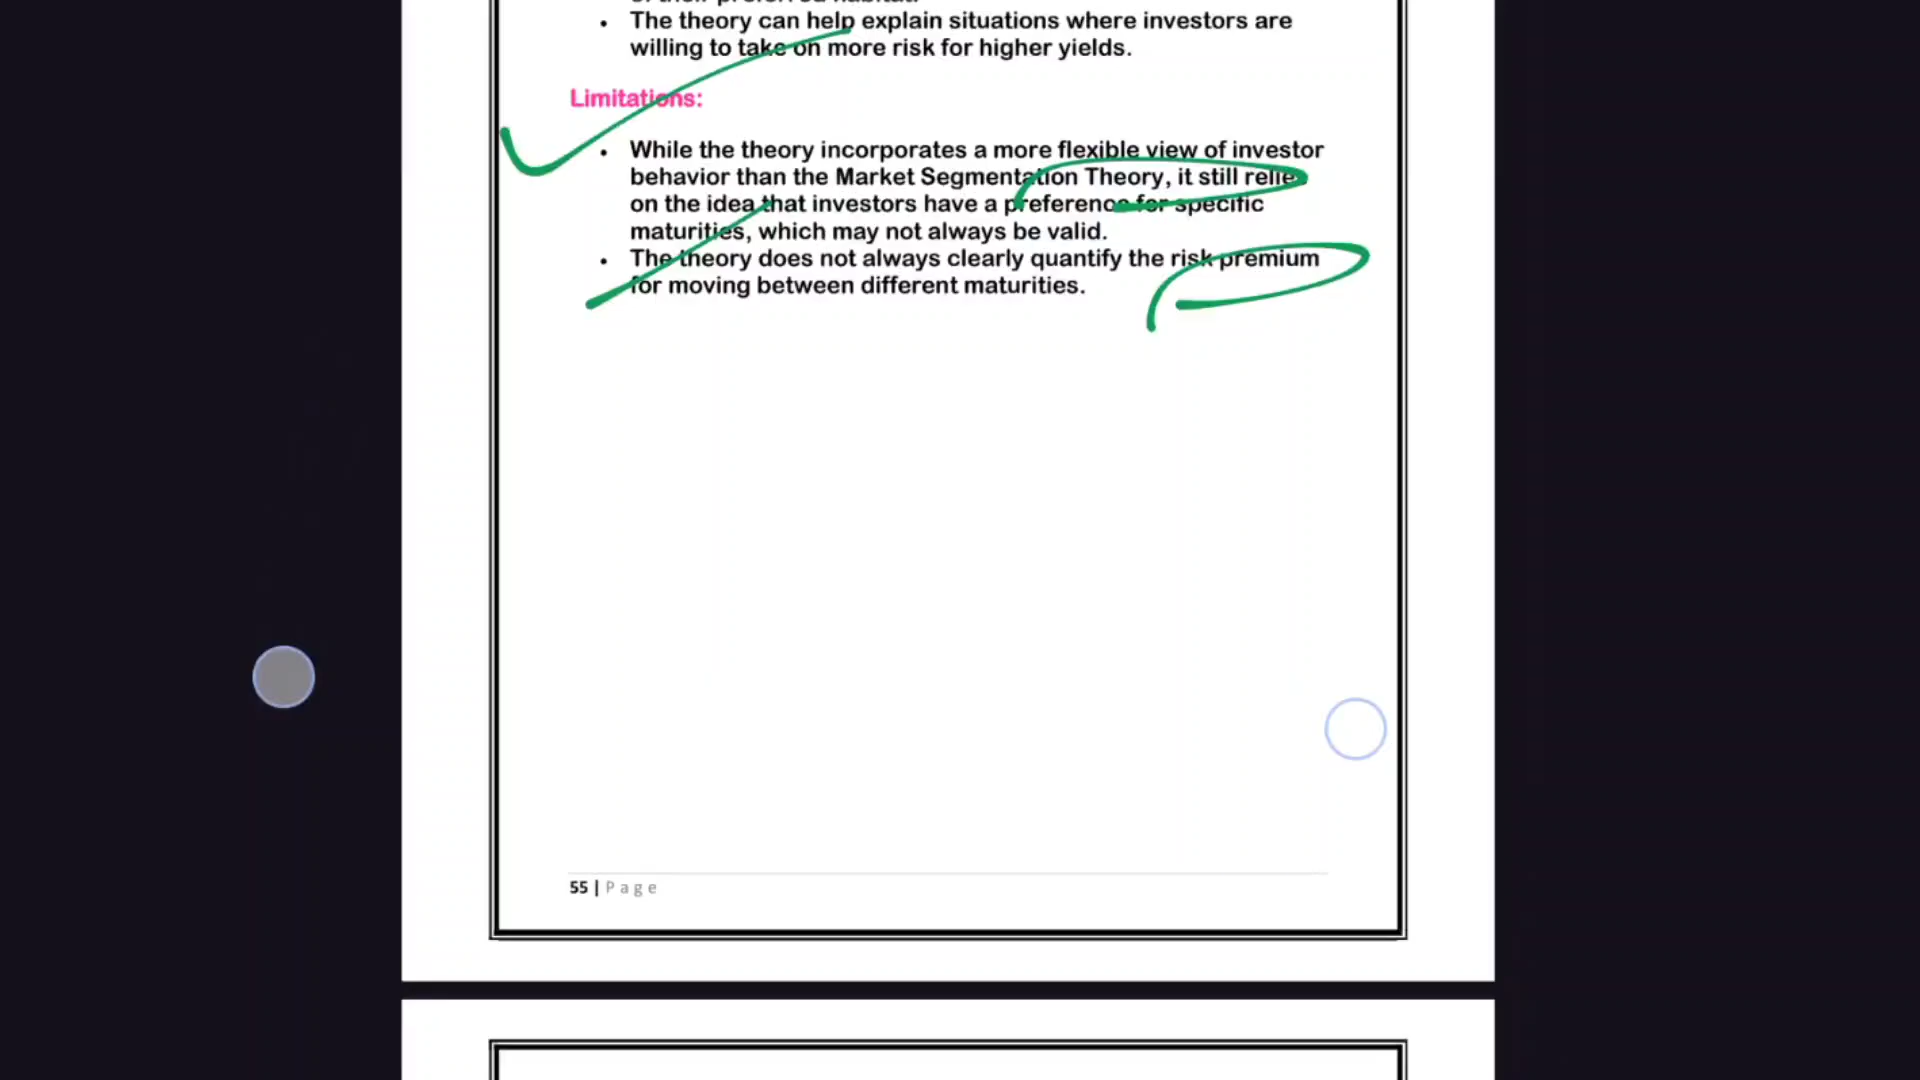 The theory can help explain situations where investors are
willing to take on more risk for higher yields.
Limitations:
While the theory incorporates a more flexible view of investor
behavior than the Market Segmentation Theory, it still relies
on the idea that investors have a preference for specific
maturities, which may not always be valid.
The theory does not always clearly quantify the risk premium
for moving between different maturities.
55 | Page